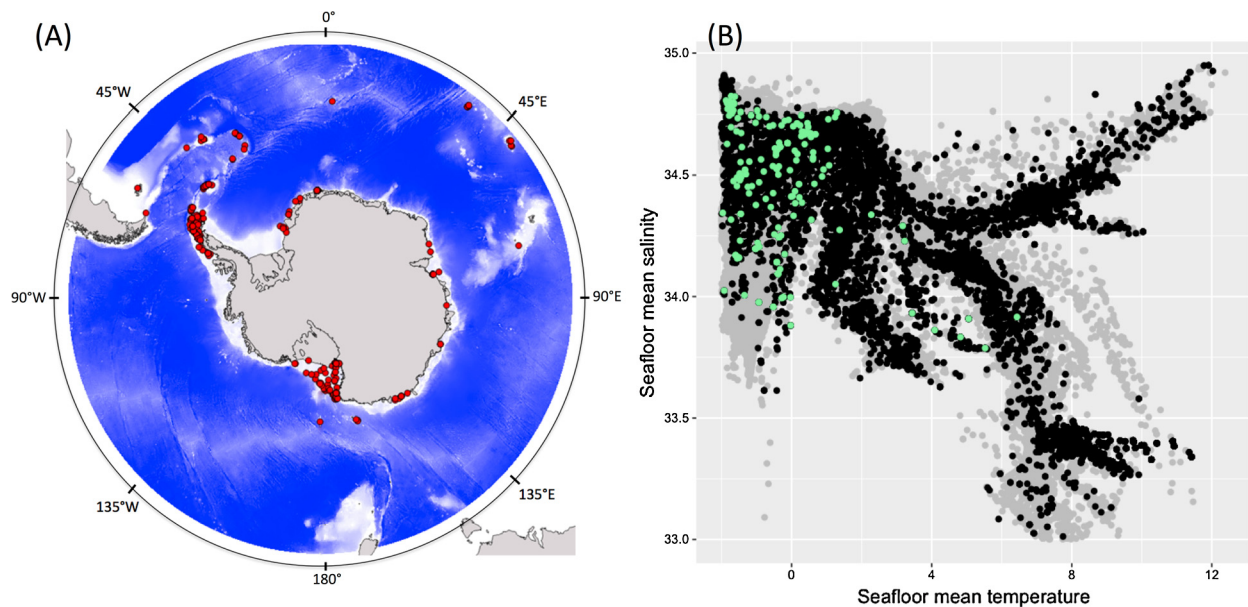 (A)
0°
45°W
45°E
90°W
90°E
135°W
135°E
180°
(B)
35.0
34.5
34.0
33.5
33.0
Seafloor mean salinity
0
4
8
12
Seafloor mean temperature